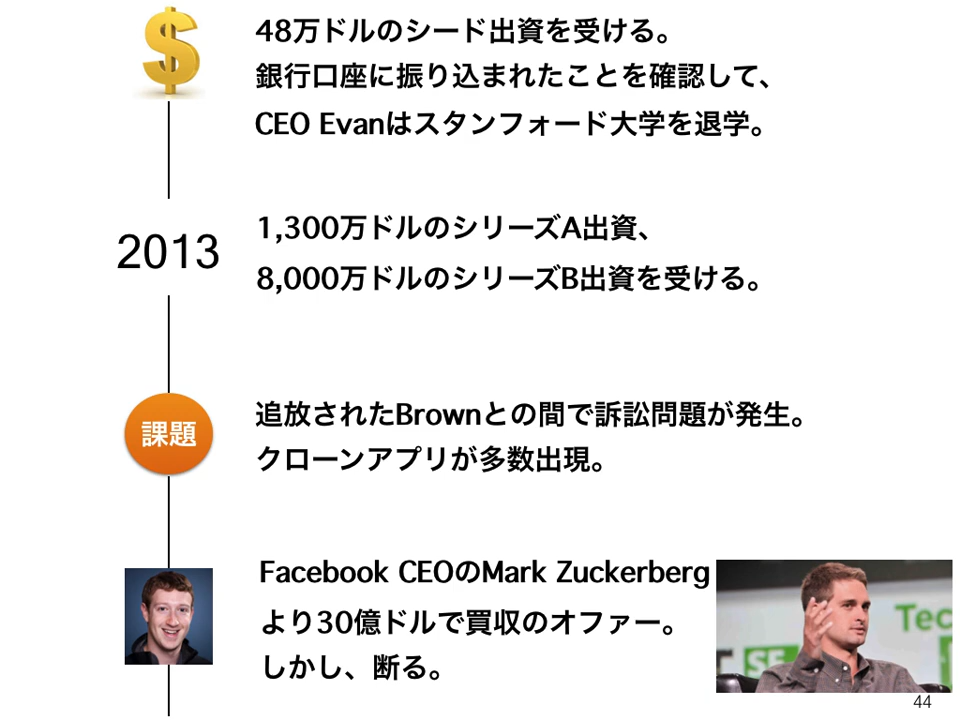 48万ドルのシード出資を受ける。
銀行口座に振り込まれたことを確認して、
CEO Evanはスタンフォード大学を退学。
2013
1,300万ドルのシリーズA出資、
8,000万ドルのシリーズB出資を受ける。
課題
追放されたBrownとの間で訴訟問題が発生。
クローンアプリが多数出現。
Facebook CEOのMark Zuckerberg
より30億ドルで買収のオファー。
しかし、断る。
Tec
SE
44